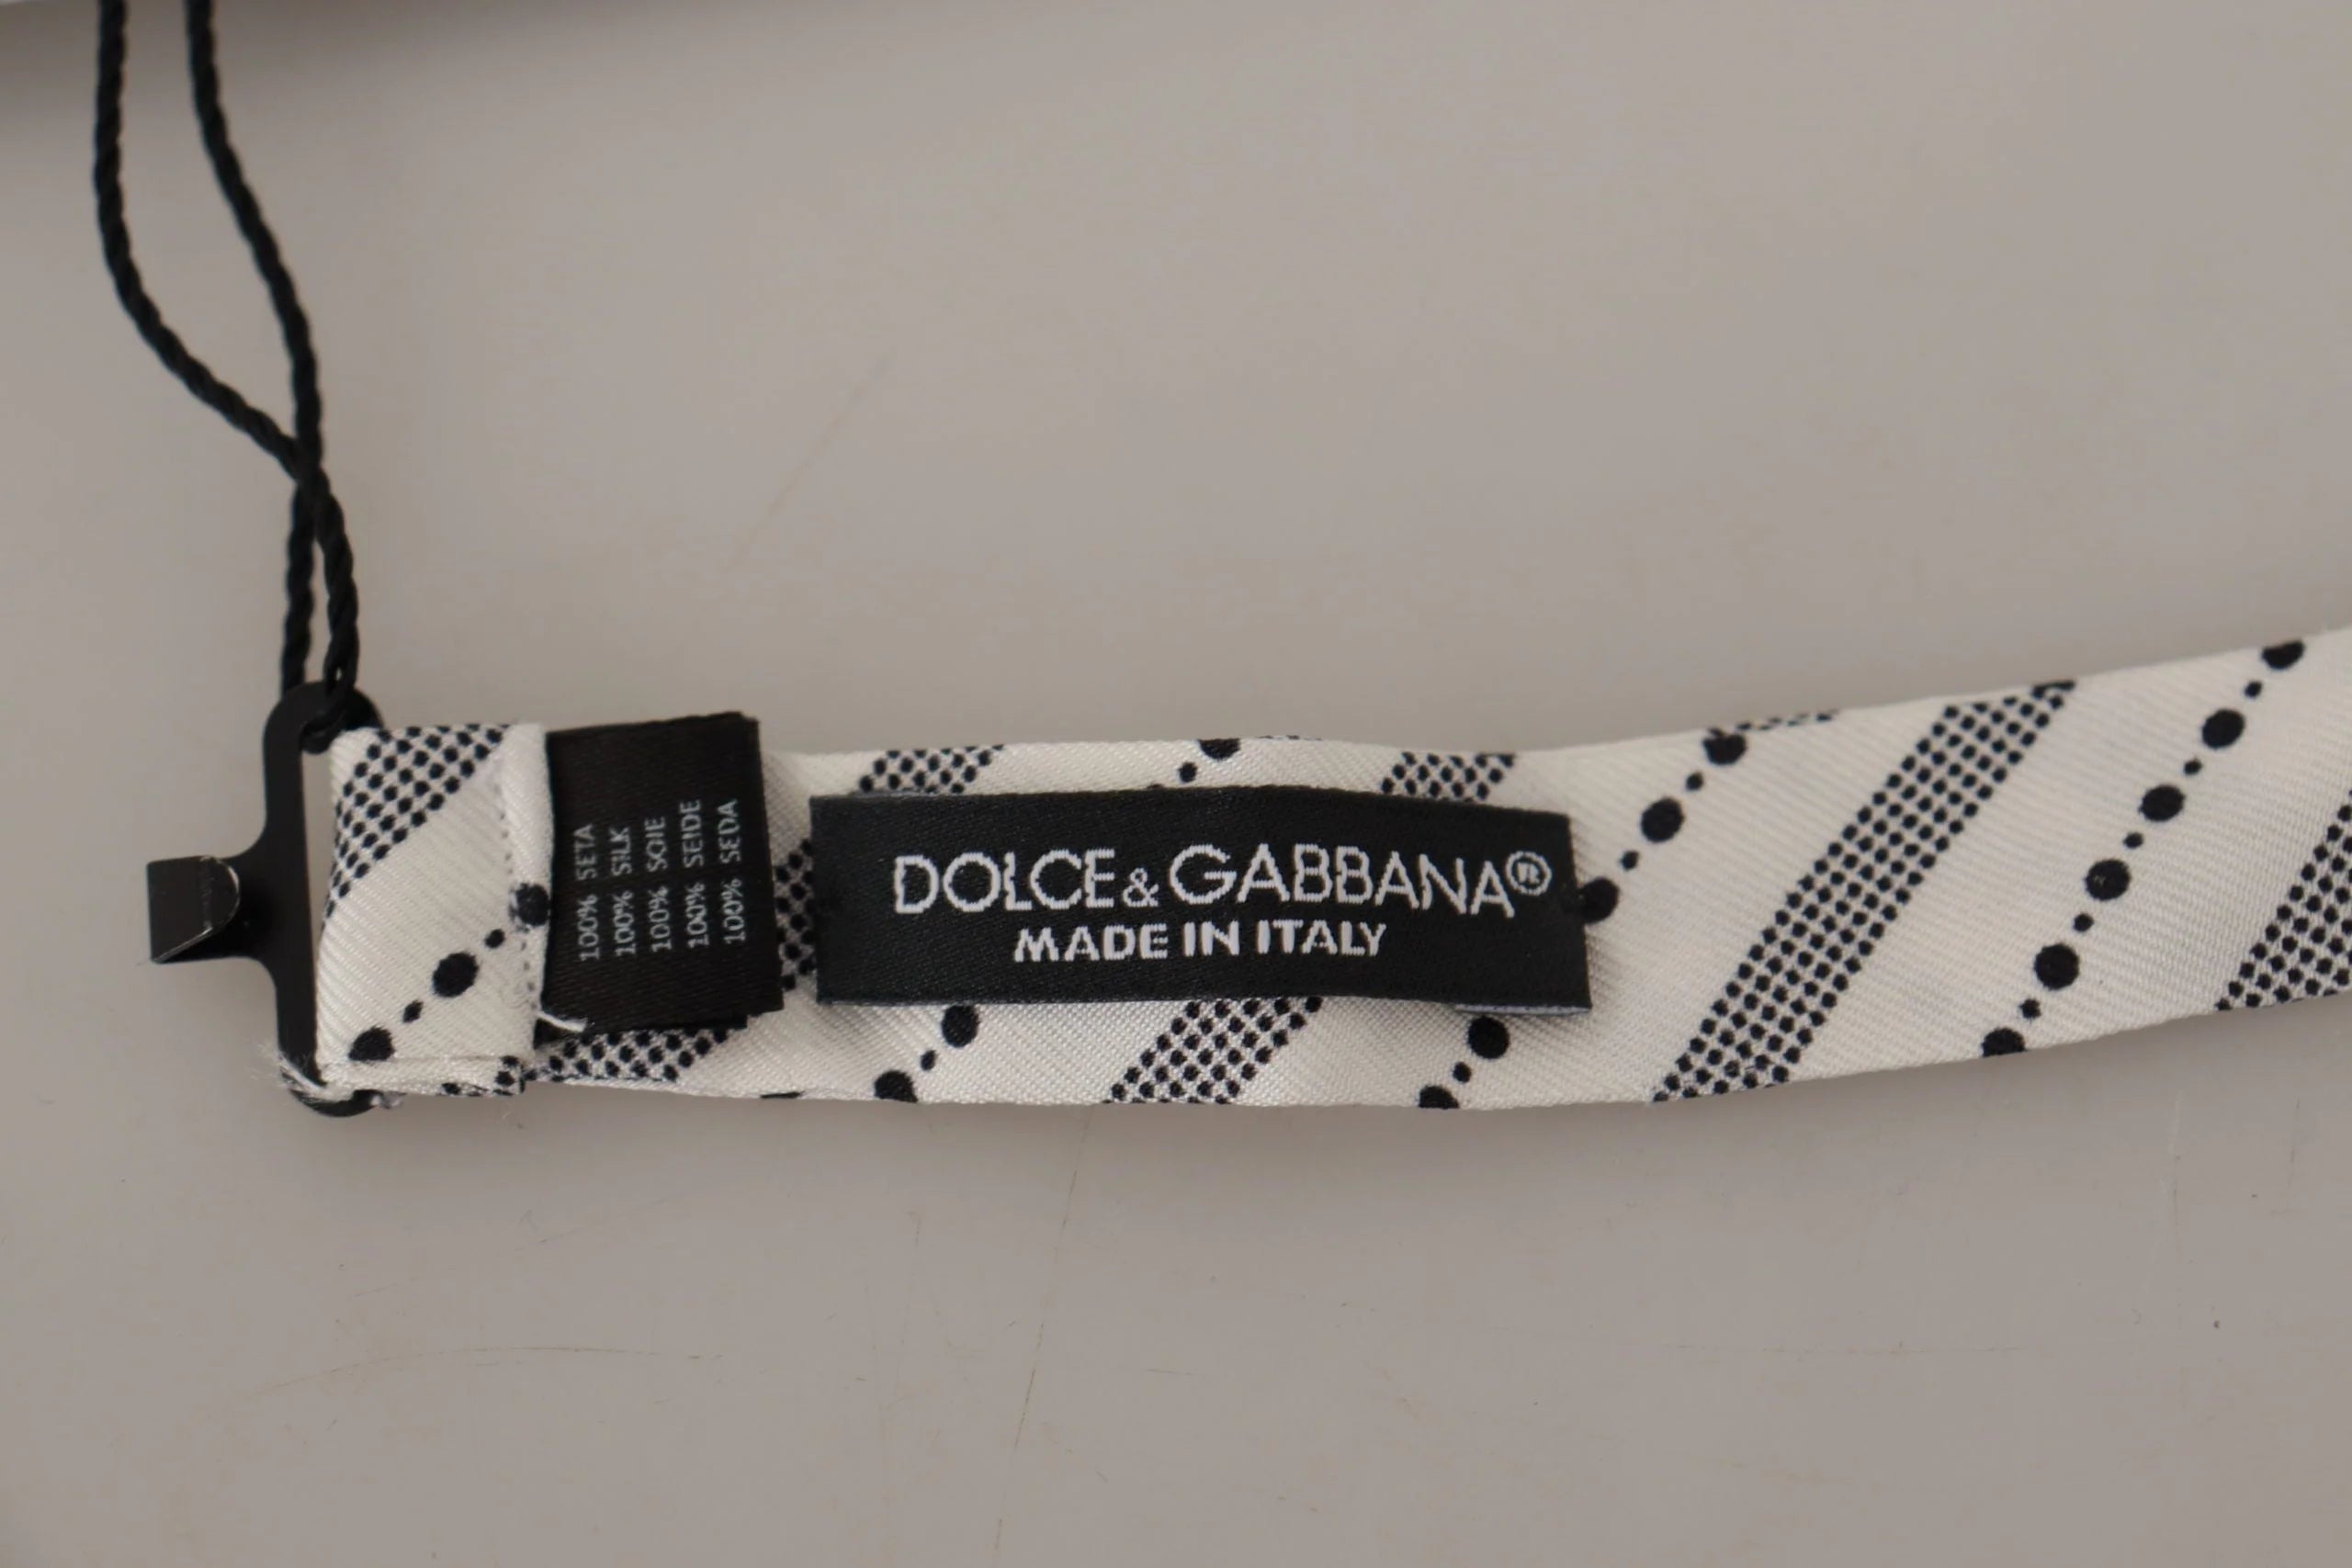 100% SETA
100% SILK
100% SOIE
100% SEIDE
100% SEDA
DOLCE & GABBANA®
MADE IN ITALY